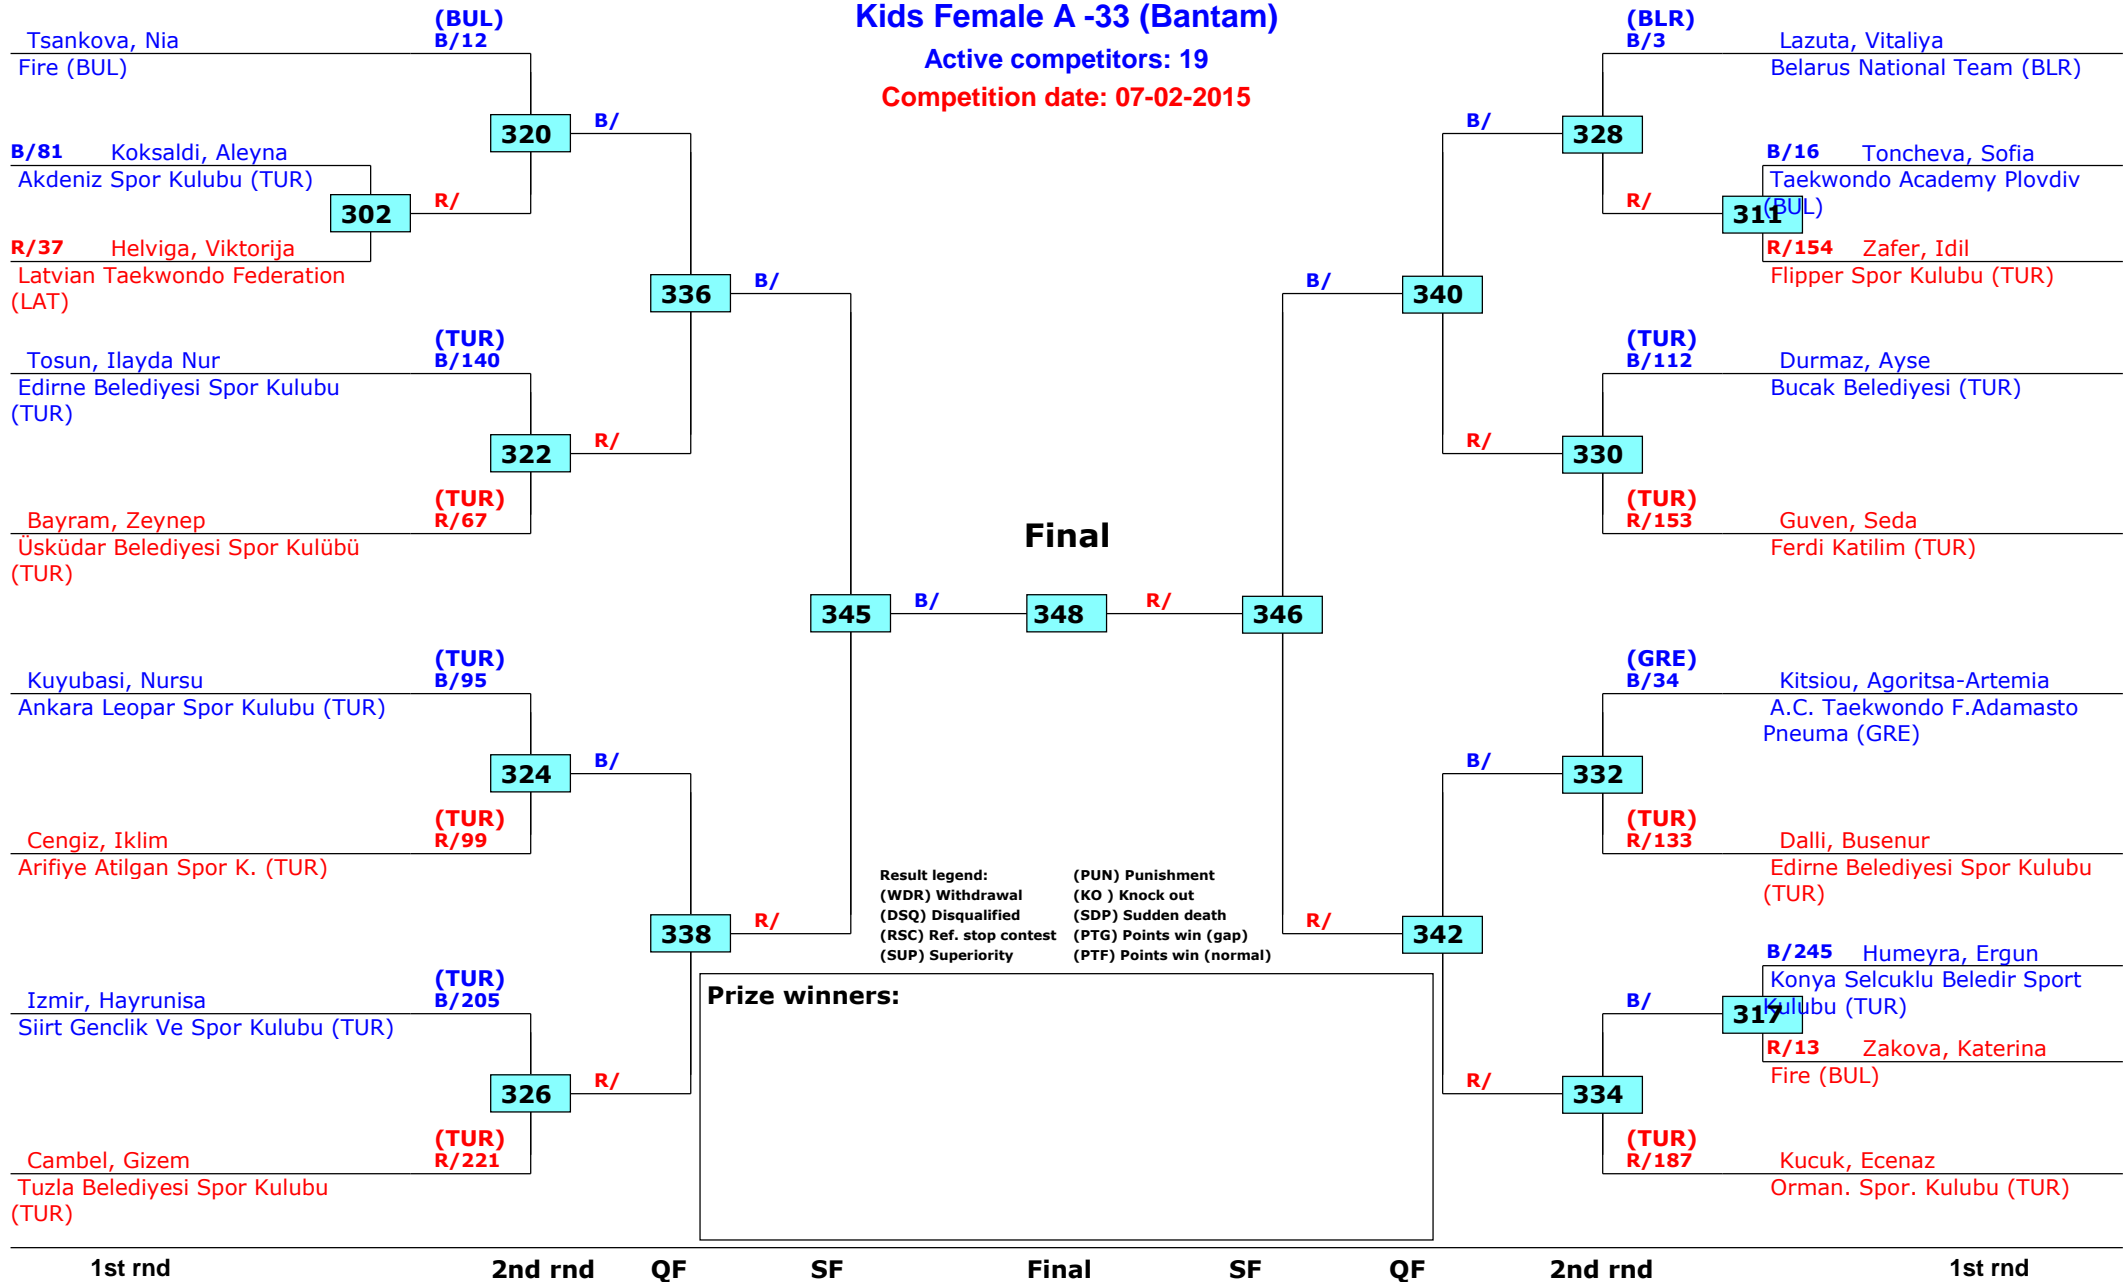 Kids Female A -33 (Bantam)
Active competitors: 19
Competition date: 07-02-2015
(BUL)
Tsankova, Nia B/12
Fire (BUL)
320
B/
B/81 Koksaldi, Aleyna
Akdeniz Spor Kulubu (TUR)
302
R/
R/37 Helviga, Viktorija
Latvian Taekwondo Federation
(LAT)
336
B/
(TUR)
Tosun, Ilayda Nur B/140
Edirne Belediyesi Spor Kulubu
(TUR)
322
R/
(TUR)
Bayram, Zeynep R/67
Üsküdar Belediyesi Spor Kulübü
(TUR)
345
B/
(TUR)
Kuyubasi, Nursu B/95
Ankara Leopar Spor Kulubu (TUR)
324
B/
(TUR)
Cengiz, Iklim R/99
Arifiye Atilgan Spor K. (TUR)
338
R/
(TUR)
Izmir, Hayrunisa B/205
Siirt Genclik Ve Spor Kulubu (TUR)
326
R/
(TUR)
Cambel, Gizem R/221
Tuzla Belediyesi Spor Kulubu
(TUR)
Final
348
R/
346
(BLR)
B/3 Lazuta, Vitaliya
Belarus National Team (BLR)
B/
328
B/16 Toncheva, Sofia
Taekwondo Academy Plovdiv
(BUL)
R/
311
R/154 Zafer, Idil
Flipper Spor Kulubu (TUR)
B/
340
(TUR)
B/112 Durmaz, Ayse
Bucak Belediyesi (TUR)
R/
330
(TUR)
R/153 Guven, Seda
Ferdi Katilim (TUR)
(GRE)
B/34 Kitsiou, Agoritsa-Artemia
A.C. Taekwondo F.Adamasto
Pneuma (GRE)
B/
332
(TUR)
R/133 Dalli, Busenur
Edirne Belediyesi Spor Kulubu
(TUR)
R/
342
B/245 Humeyra, Ergun
Konya Selcuklu Beledir Sport
Kulubu (TUR)
B/
317
R/13 Zakova, Katerina
Fire (BUL)
R/
334
(TUR)
R/187 Kucuk, Ecenaz
Orman. Spor. Kulubu (TUR)
Result legend: (PUN) Punishment
(WDR) Withdrawal (KO ) Knock out
(DSQ) Disqualified (SDP) Sudden death
(RSC) Ref. stop contest (PTG) Points win (gap)
(SUP) Superiority (PTF) Points win (normal)
Prize winners:
1st rnd 2nd rnd QF SF Final SF QF 2nd rnd 1st rnd